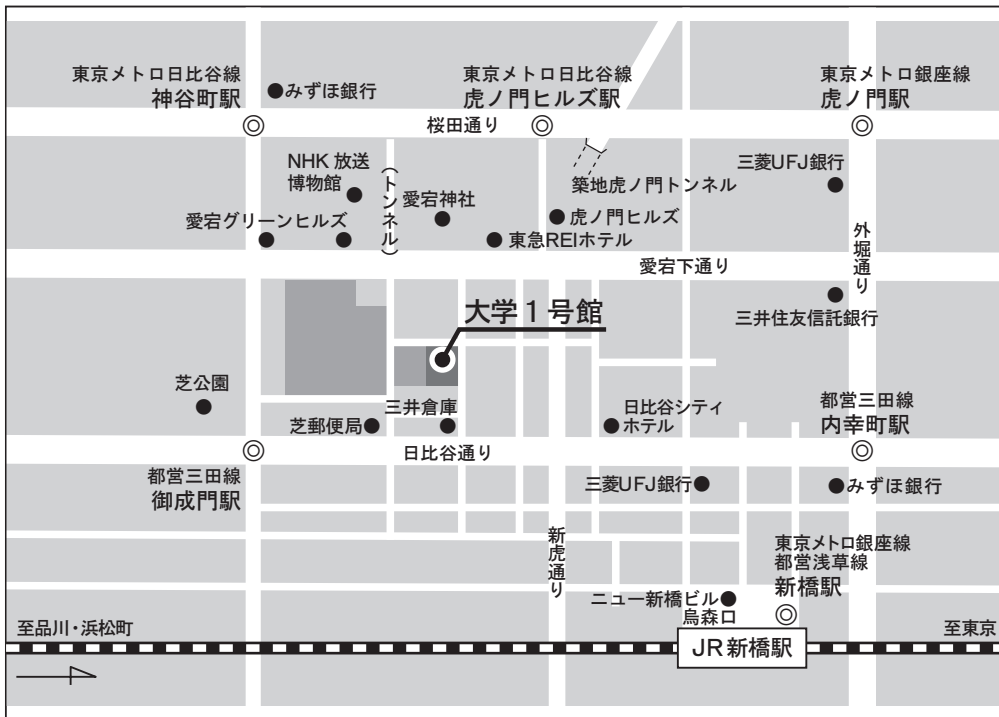 東京メトロ日比谷線
神谷町駅
みずほ銀行
東京メトロ日比谷線
虎ノ門ヒルズ駅
東京メトロ銀座線
虎ノ門駅
桜田通り
NHK 放送
博物館
(トンネル)
愛宕神社
築地虎ノ門トンネル
三菱UFJ銀行
虎ノ門ヒルズ
愛宕グリーンヒルズ
東急REIホテル
外堀通り
愛宕下通り
大学1号館
三井住友信託銀行
芝公園
三井倉庫
芝郵便局
日比谷シティ
ホテル
都営三田線
内幸町駅
日比谷通り
都営三田線
御成門駅
三菱UFJ銀行
みずほ銀行
新虎通り
東京メトロ銀座線
都営浅草線
新橋駅
ニュー新橋ビル
烏森口
至品川・浜松町
JR新橋駅
至東京